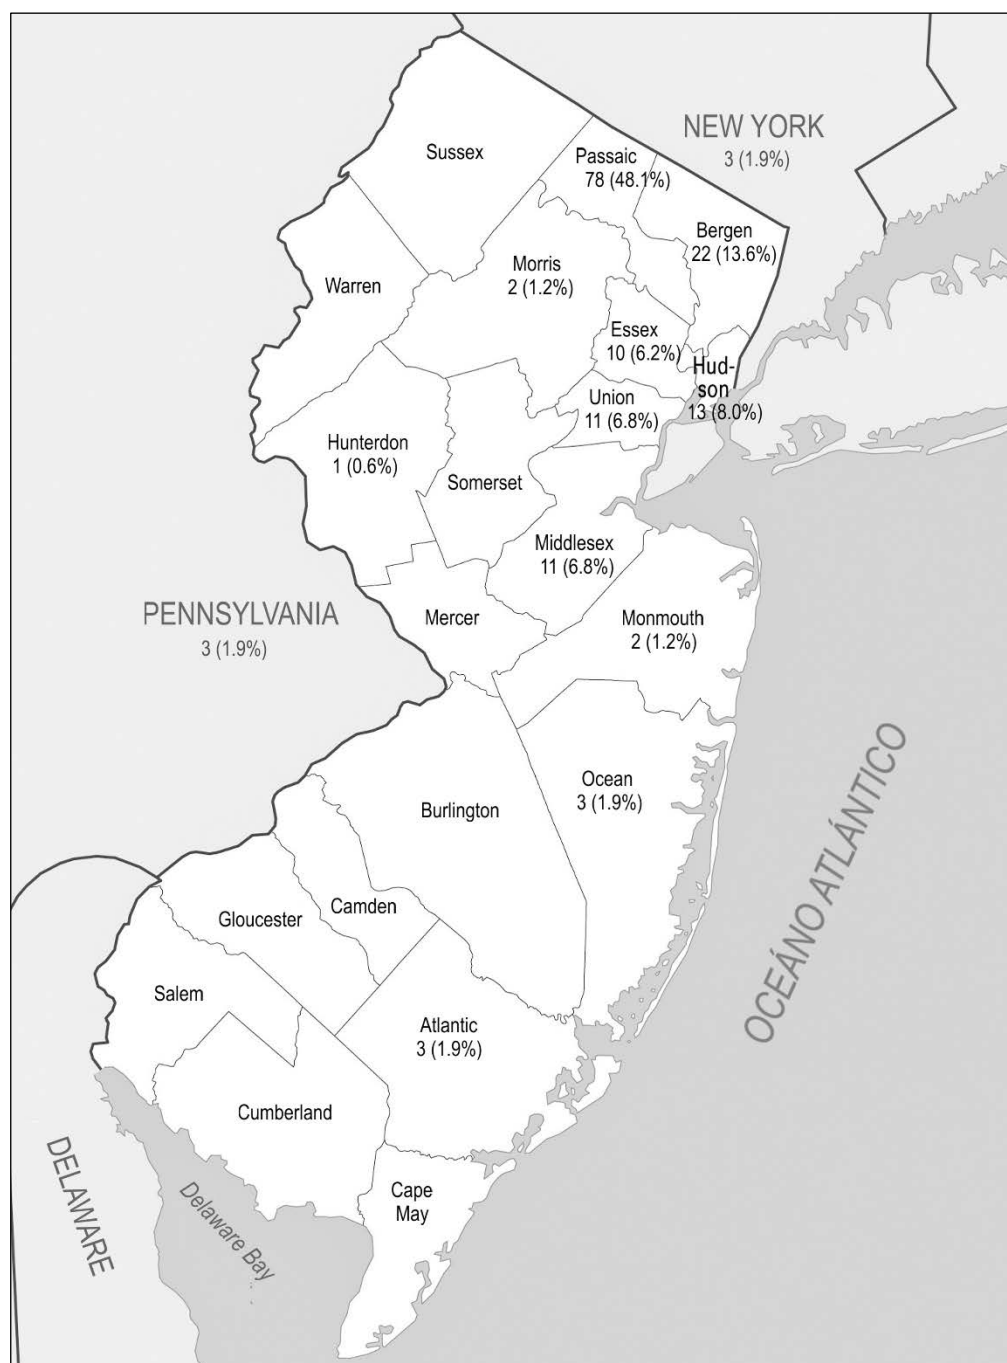 NEW YORK
3 (1.9%)
Sussex
Passaic
78 (48.1%)
Bergen
22 (13.6%)
Morris
2 (1.2%)
Warren
Essex
10 (6.2%)
Hud-
son
13 (8.0%)
Union
11 (6.8%)
Hunterdon
1 (0.6%)
Somerset
Middlesex
11 (6.8%)
PENNSYLVANIA
3 (1.9%)
Mercer
Monmouth
2 (1.2%)
Ocean
3 (1.9%)
Burlington
OCEÁNO ATLÁNTICO
Camden
Gloucester
Salem
Atlantic
3 (1.9%)
Cumberland
DELAWARE
Delaware Bay
Cape
May